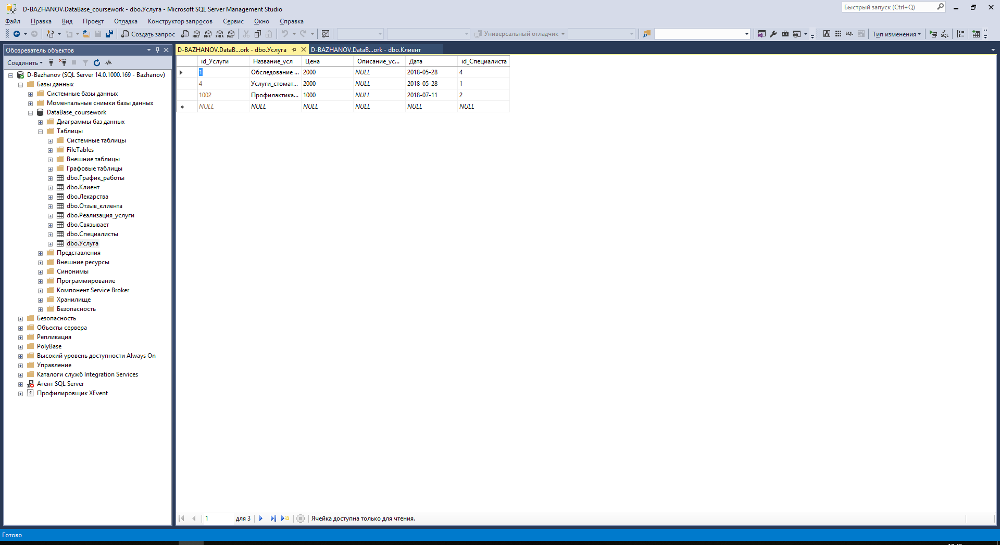 D-BAZHANOV.DataBase_coursework - dbo.Услуга - Microsoft SQL Server Management Studio
Быстрый запуск (Ctrl+Q)
Файл Правка Вид Проект Отладка Конструктор запросов Сервис Окно Справка
Создать запрос MDX DMX XMLA DAX Универсальный отладчик SQL Тип изменения SQL
Обозреватель объектов
D-BAZHANOV.DataB...ork - dbo.Услуга
D-BAZHANOV.DataB...ork - dbo.Клиент
Соединить
D-Bazhanov (SQL Server 14.0.1000.169 - Bazhanov)
Базы данных
Системные базы данных
Моментальные снимки базы данных
DataBase_coursework
Диаграммы баз данных
Таблицы
Системные таблицы
FileTables
Внешние таблицы
Графовые таблицы
dbo.График_работы
dbo.Клиент
dbo.Лекарства
dbo.Отзыв_клиента
dbo.Реализация_услуги
dbo.Связывает
dbo.Специалисты
dbo.Услуга
Представления
Внешние ресурсы
Синонимы
Программирование
Компонент Service Broker
Хранилище
Безопасность
Безопасность
Объекты сервера
Репликация
PolyBase
Высокий уровень доступности Always On
Управление
Каталоги служб Integration Services
Агент SQL Server
Профилировщик XEvent
id_Услуги Название_усл Цена Описание_ус... Дата id_Специалиста
1 Обследование ... 2000 NULL 2018-05-28 4
4 Услуги_стомат... 2000 NULL 2018-05-28 1
1002 Профилактика... 1000 NULL 2018-07-11 2
NULL NULL NULL NULL NULL NULL
1 для 3 Ячейка доступна только для чтения.
Готово